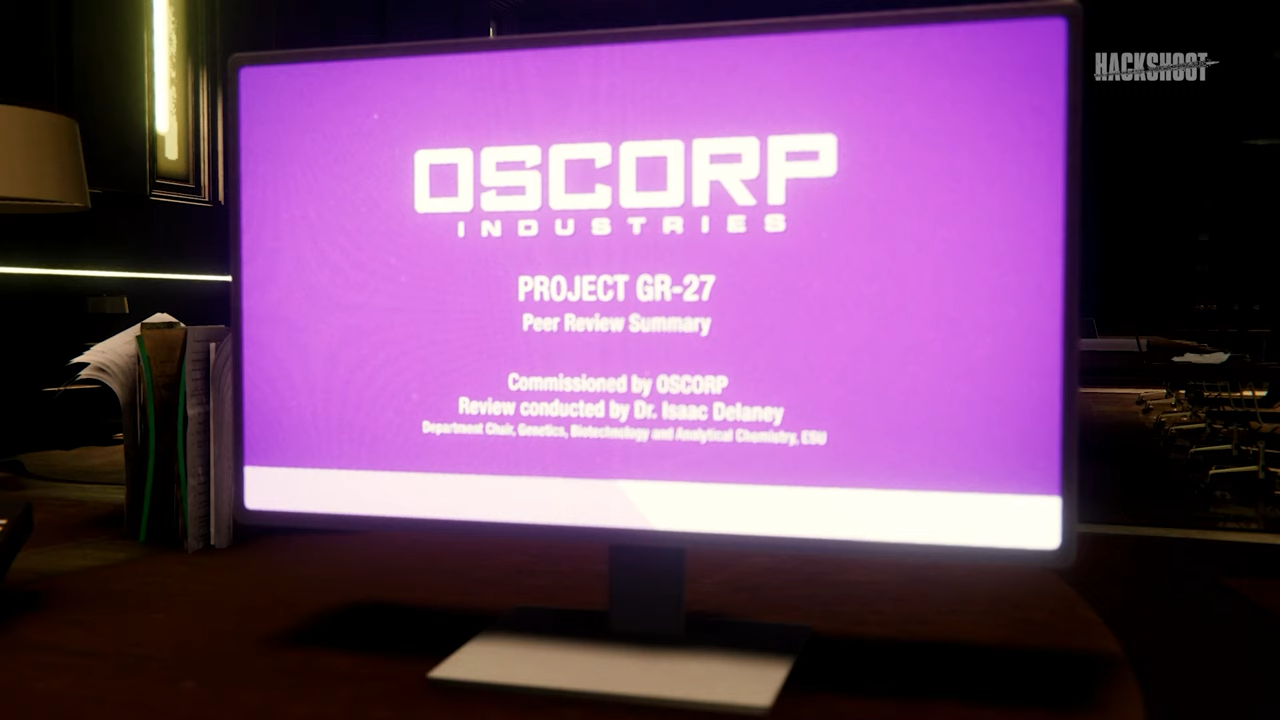 HACKSHOOT
OSCORP
INDUSTRIES
PROJECT GR-27
Peer Review Summary
Commissioned by OSCORP
Review conducted by Dr. Isaac Delaney
Department Chair, Genetics, Biotechnology and Analytical Chemistry, ESU